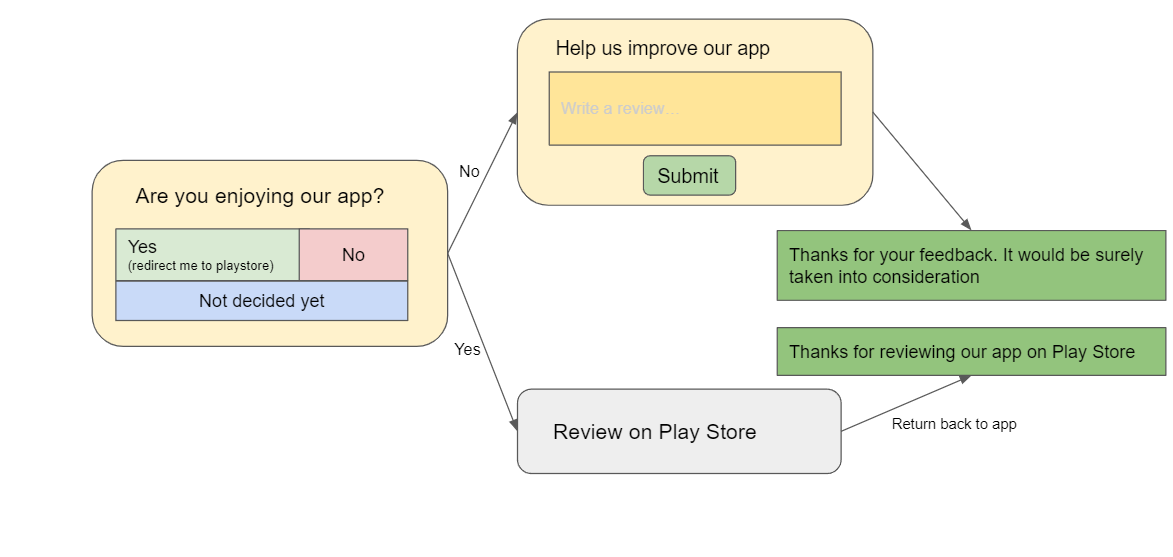 Help us improve our app
Write a review...
Submit
No
Are you enjoying our app?
Yes
(redirect me to playstore)
No
Not decided yet
Yes
Thanks for your feedback. It would be surely
taken into consideration
Thanks for reviewing our app on Play Store
Review on Play Store
Return back to app